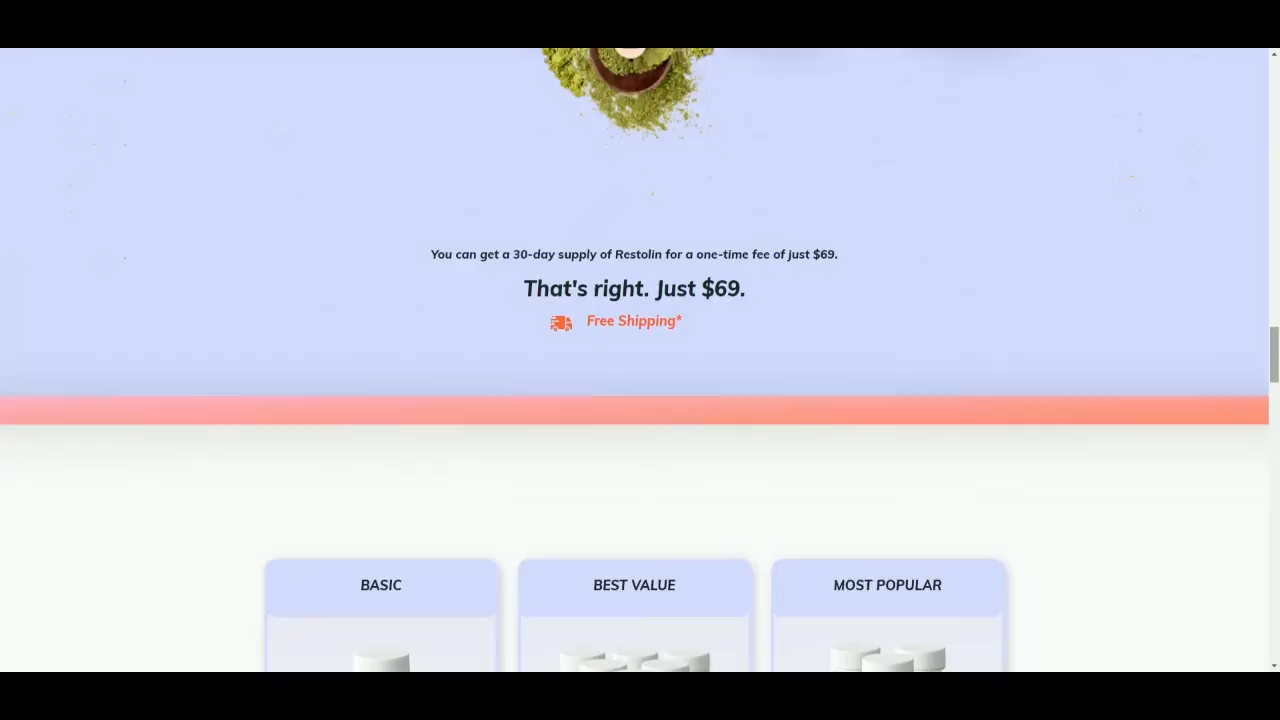 You can get a 30-day supply of Restolin for a one-time fee of just $69.
That's right. Just $69.
Free Shipping*
BASIC
BEST VALUE
MOST POPULAR